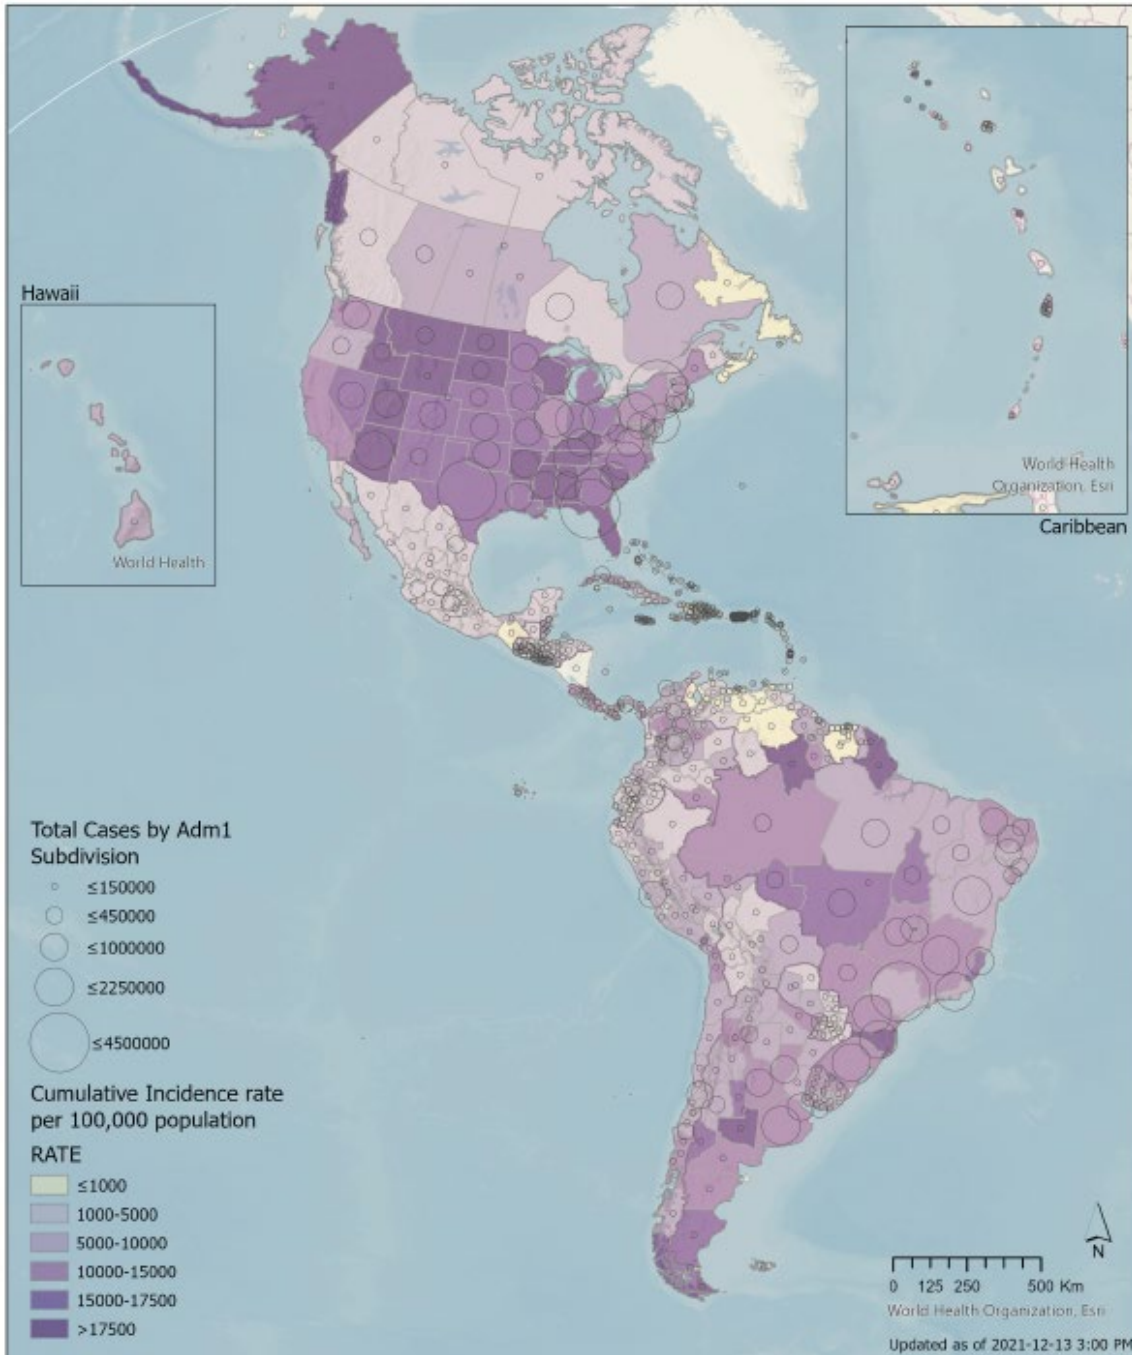 Hawaii
World Health
World Health
Organization, Esri
Caribbean
Total Cases by Adm1
Subdivision
≤150000
≤450000
≤1000000
≤2250000
≤4500000
Cumulative Incidence rate
per 100,000 population
RATE
≤1000
1000-5000
5000-10000
10000-15000
15000-17500
>17500
N
0 125 250 500 Km
World Health Organization, Esri
Updated as of 2021-12-13 3:00 PM